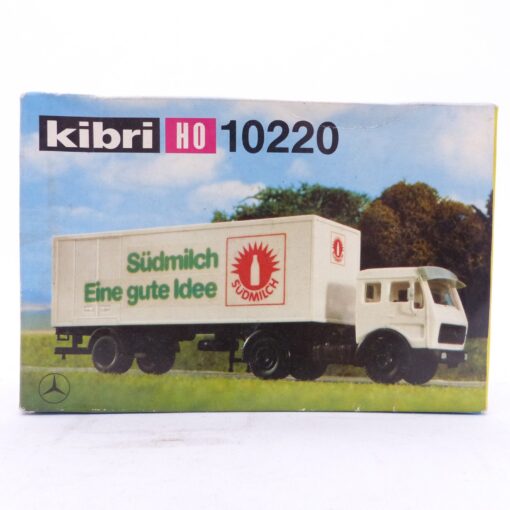 kibri HO 10220
Südmilch
Eine gute Idee
SÜDMILCH